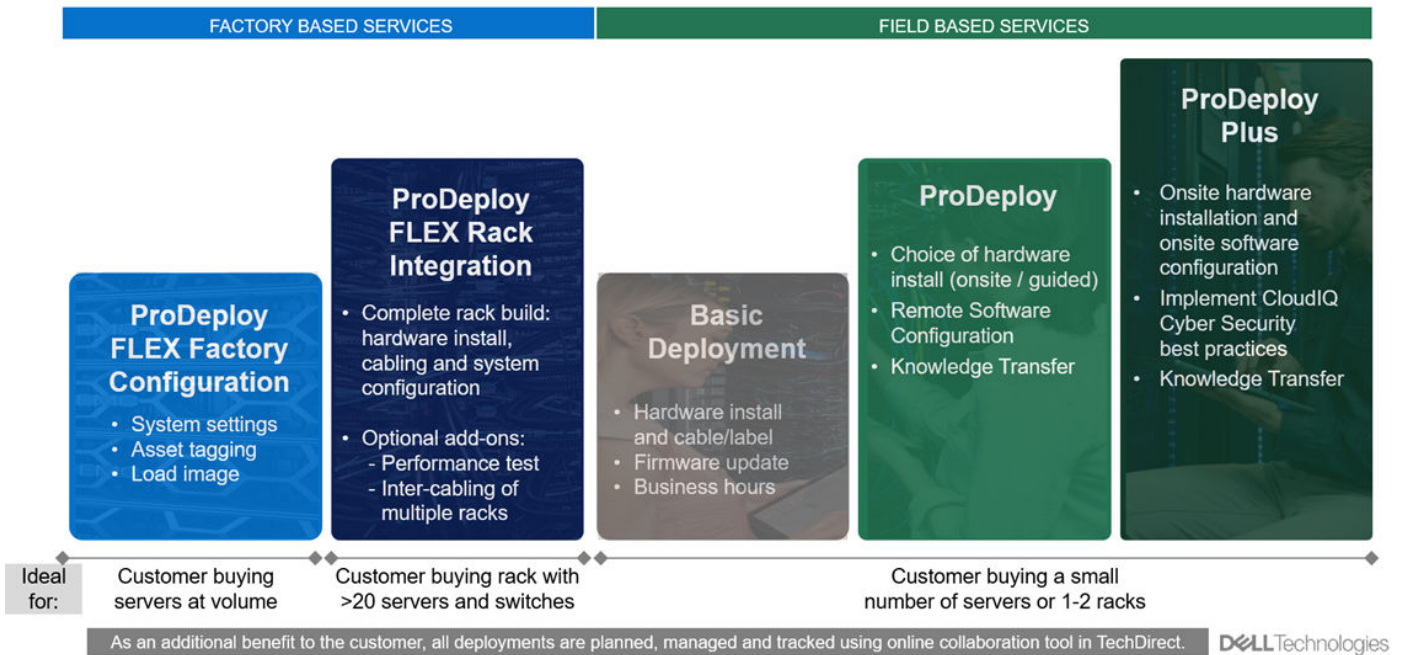 FACTORY BASED SERVICES
FIELD BASED SERVICES
ProDeploy
FLEX Factory
Configuration
• System settings
• Asset tagging
• Load image
ProDeploy
FLEX Rack
Integration
• Complete rack build:
hardware install,
cabling and system
configuration
• Optional add-ons:
- Performance test
- Inter-cabling of
multiple racks
Basic
Deployment
• Hardware install
and cable/label
• Firmware update
• Business hours
ProDeploy
• Choice of hardware
install (onsite / guided)
• Remote Software
Configuration
• Knowledge Transfer
ProDeploy
Plus
• Onsite hardware
installation and
onsite software
configuration
• Implement CloudIQ
Cyber Security
best practices
• Knowledge Transfer
Ideal
for:
Customer buying
servers at volume
Customer buying rack with
>20 servers and switches
Customer buying a small
number of servers or 1-2 racks
As an additional benefit to the customer, all deployments are planned, managed and tracked using online collaboration tool in TechDirect.
DELLTechnologies